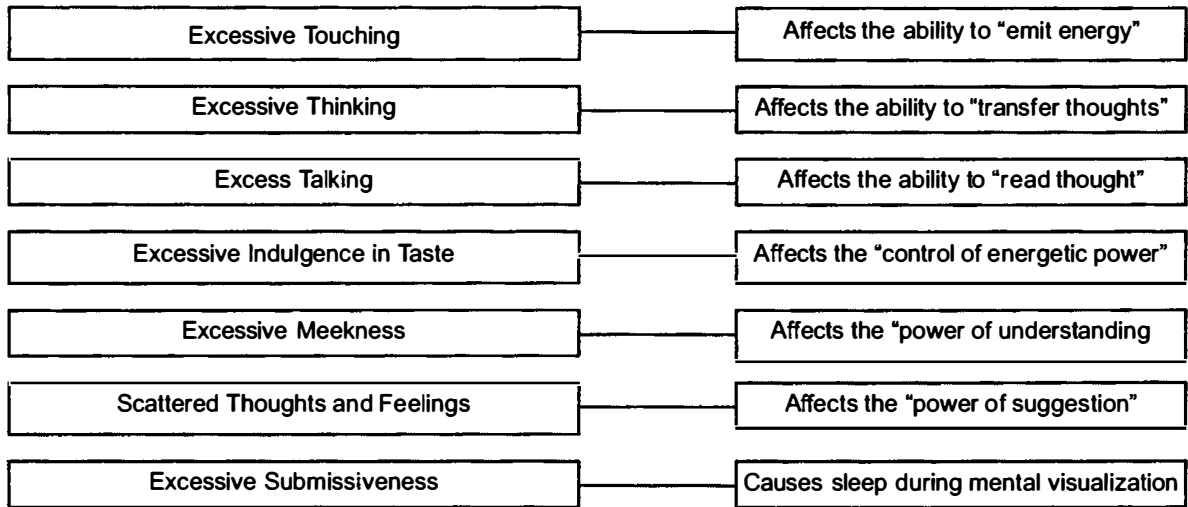 Excessive Touching
Affects the ability to “emit energy”
Excessive Thinking
Affects the ability to “transfer thoughts”
Excess Talking
Affects the ability to “read thought”
Excessive Indulgence in Taste
Affects the “control of energetic power”
Excessive Meekness
Affects the “power of understanding
Scattered Thoughts and Feelings
Affects the “power of suggestion”
Excessive Submissiveness
Causes sleep during mental visualization